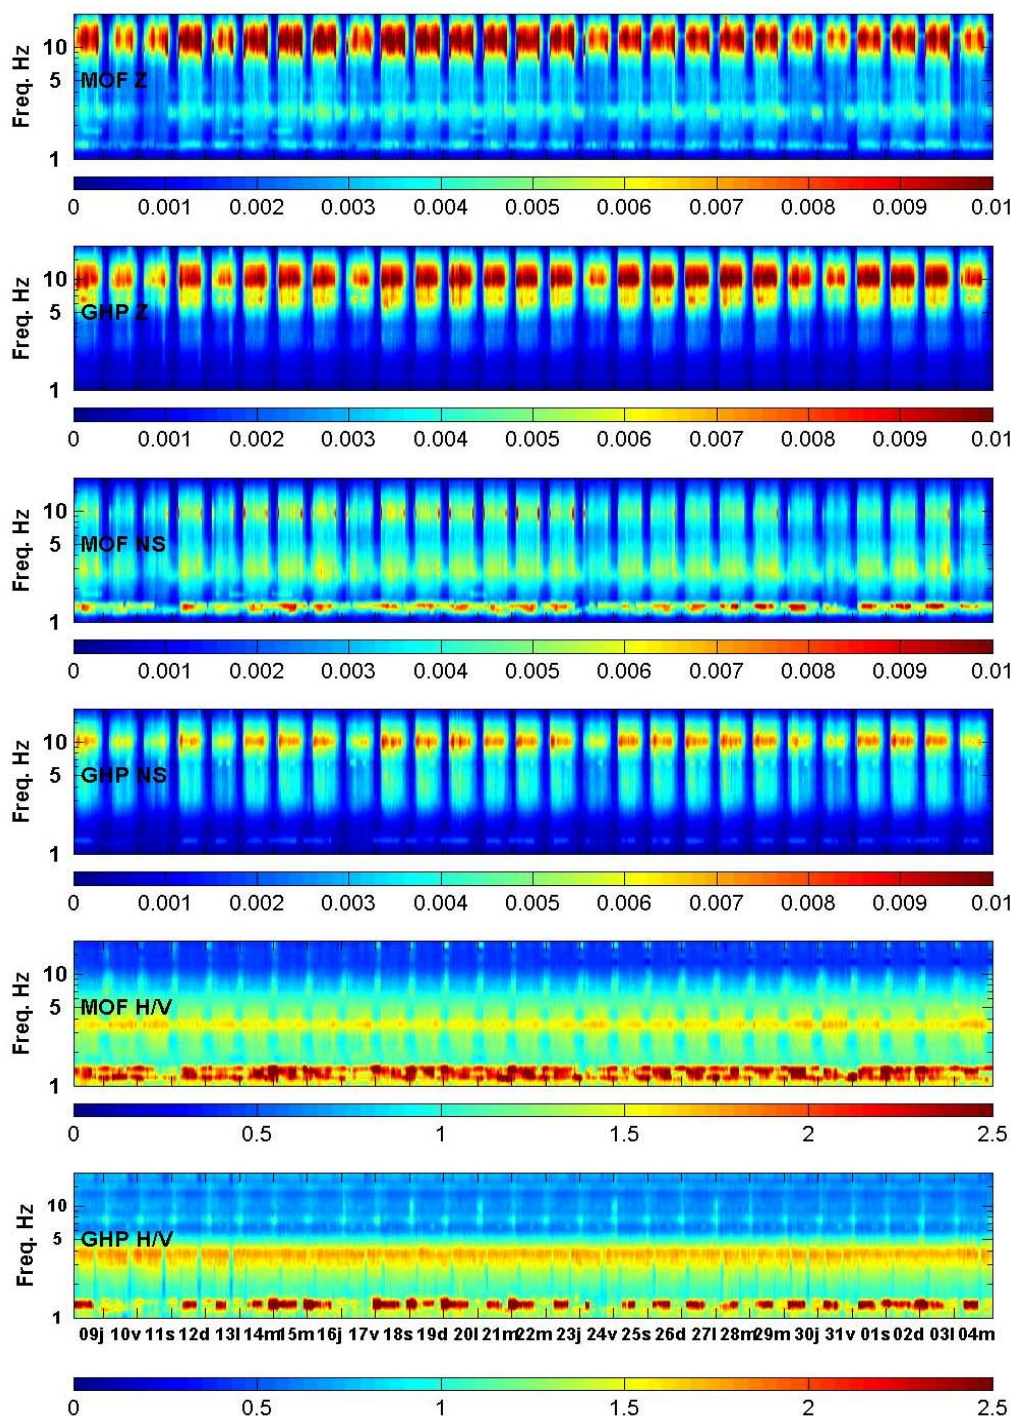 10
5
MOF Z
1
Freq. Hz
0 0.001 0.002 0.003 0.004 0.005 0.006 0.007 0.008 0.009 0.01
10
5
GHP Z
1
Freq. Hz
0 0.001 0.002 0.003 0.004 0.005 0.006 0.007 0.008 0.009 0.01
10
5
MOF NS
1
Freq. Hz
0 0.001 0.002 0.003 0.004 0.005 0.006 0.007 0.008 0.009 0.01
10
5
GHP NS
1
Freq. Hz
0 0.001 0.002 0.003 0.004 0.005 0.006 0.007 0.008 0.009 0.01
10
5
MOF H/V
1
Freq. Hz
0 0.5 1 1.5 2 2.5
10
5
GHP H/V
1
Freq. Hz
09j 10v 11s 12d 13l 14m 15m 16j 17v 18s 19d 20l 21m 22m 23j 24v 25s 26d 27l 28m 29m 30j 31v 01s 02d 03l 04m
0 0.5 1 1.5 2 2.5